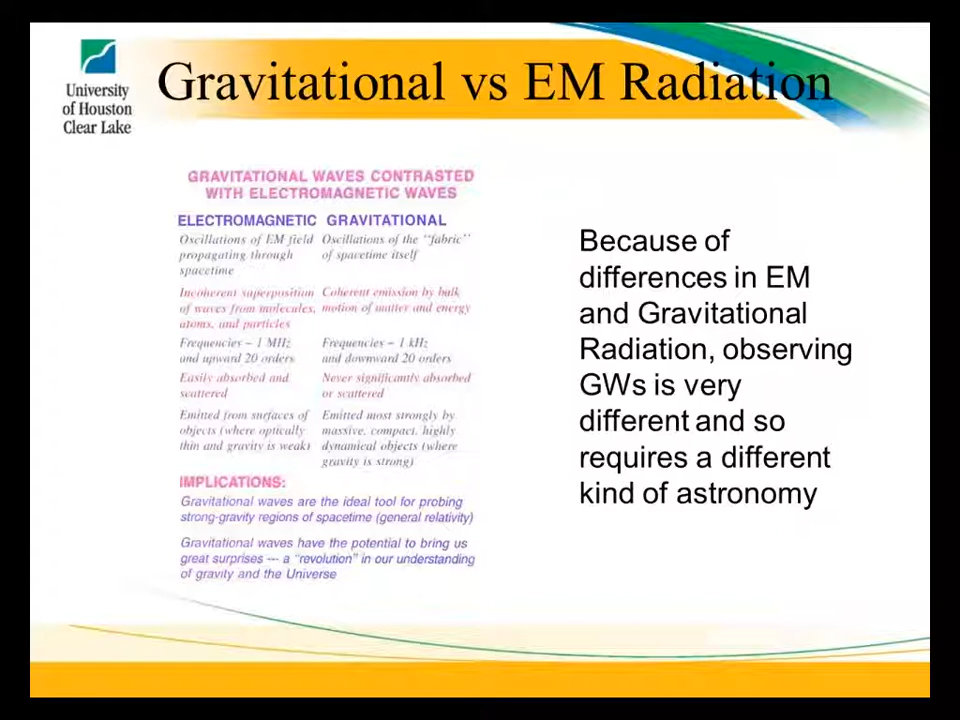 University
of Houston
Clear Lake
Gravitational vs EM Radiation
GRAVITATIONAL WAVES CONTRASTED
WITH ELECTROMAGNETIC WAVES
ELECTROMAGNETIC GRAVITATIONAL
Oscillations of EM field
propagating through
spacetime
Oscillations of the "fabric"
of spacetime itself
Incoherent superposition
of waves from molecules,
atoms, and particles
Coherent emission by bulk
motion of matter and energy
Frequencies ~ 1 MHz
and upward 20 orders
Frequencies ~ 1 kHz
and downward 20 orders
Easily absorbed and
scattered
Never significantly absorbed
or scattered
Emitted from surfaces of
objects (where optically
thin and gravity is weak)
Emitted most strongly by
massive, compact, highly
dynamical objects (where
gravity is strong)
IMPLICATIONS:
Gravitational waves are the ideal tool for probing
strong-gravity regions of spacetime (general relativity)
Gravitational waves have the potential to bring us
great surprises --- a "revolution" in our understanding
of gravity and the Universe
Because of
differences in EM
and Gravitational
Radiation, observing
GWs is very
different and so
requires a different
kind of astronomy